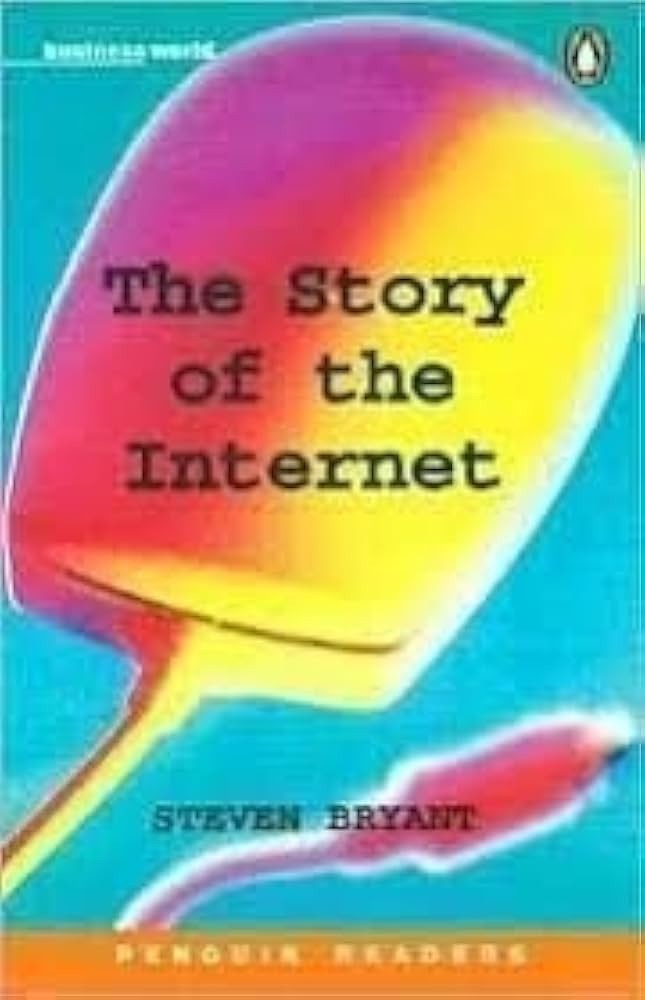 business world
The Story
of the
Internet
STEVEN BRYANT
PENGUIN READERS